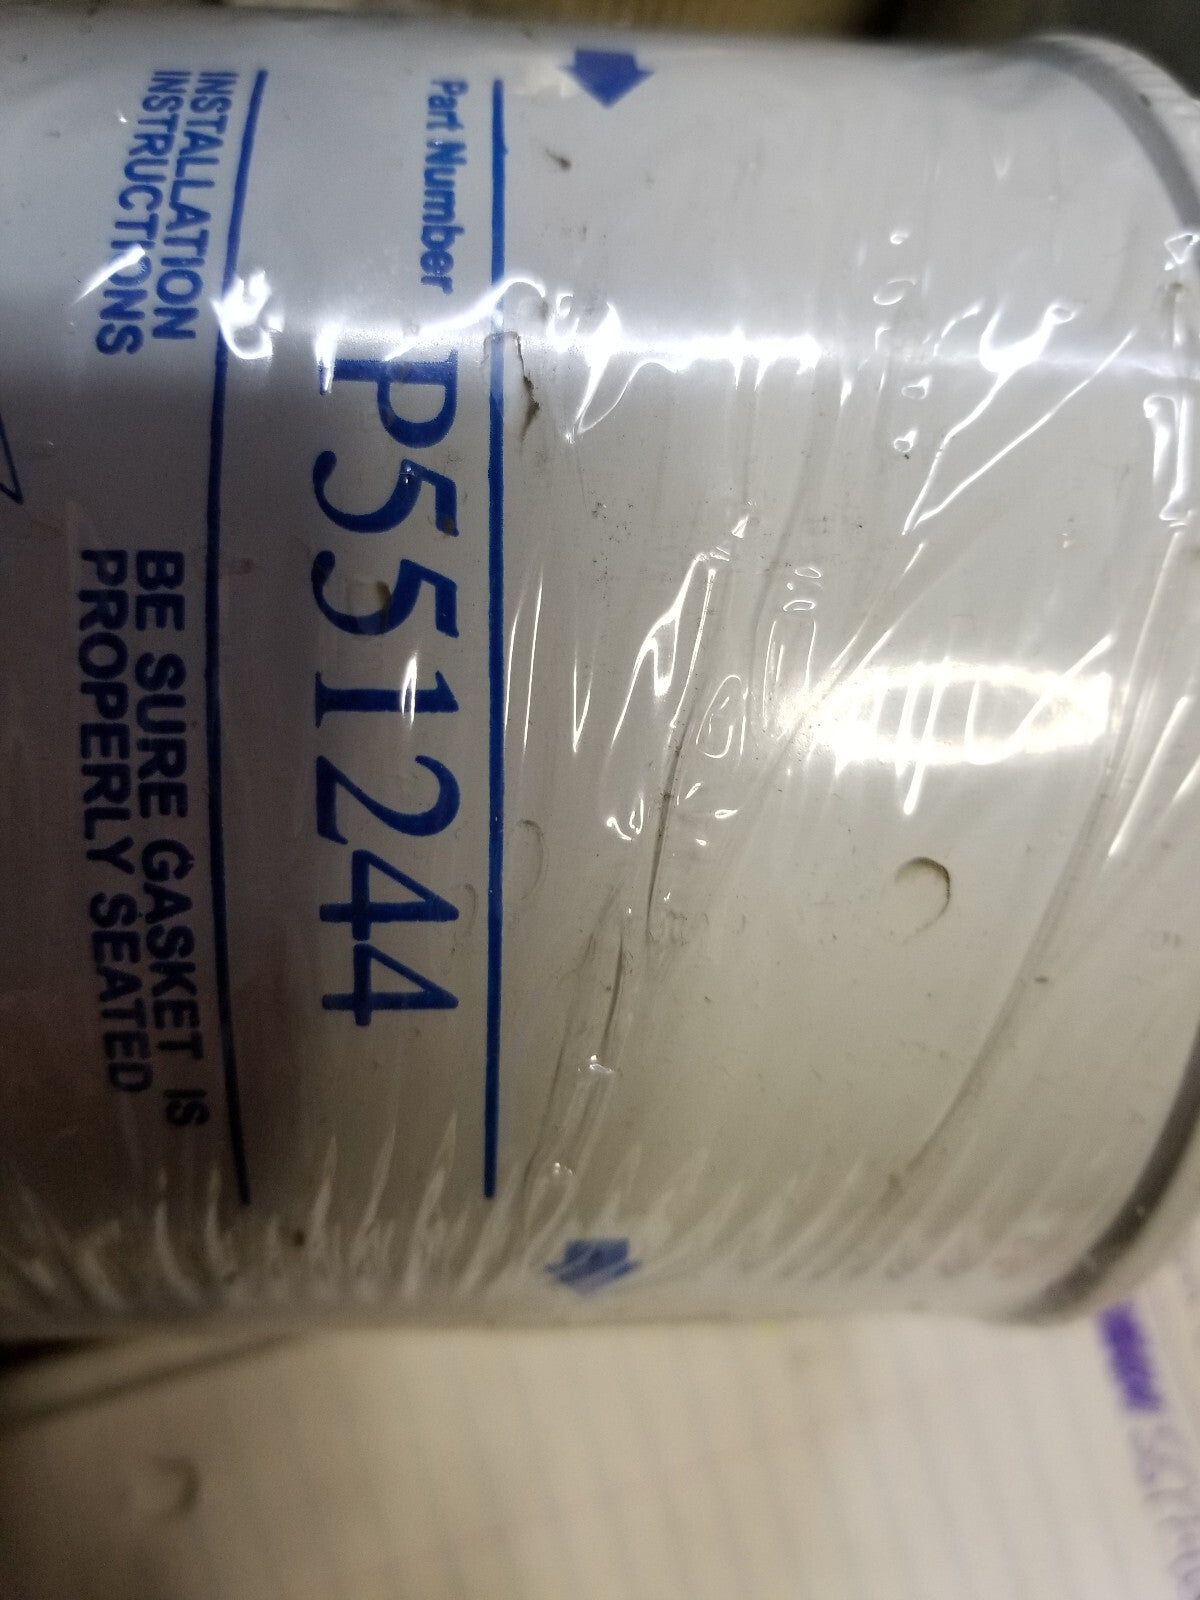 Part Number P551244
INSTALLATION
INSTRUCTIONS
BE SURE GASKET IS
PROPERLY SEATED